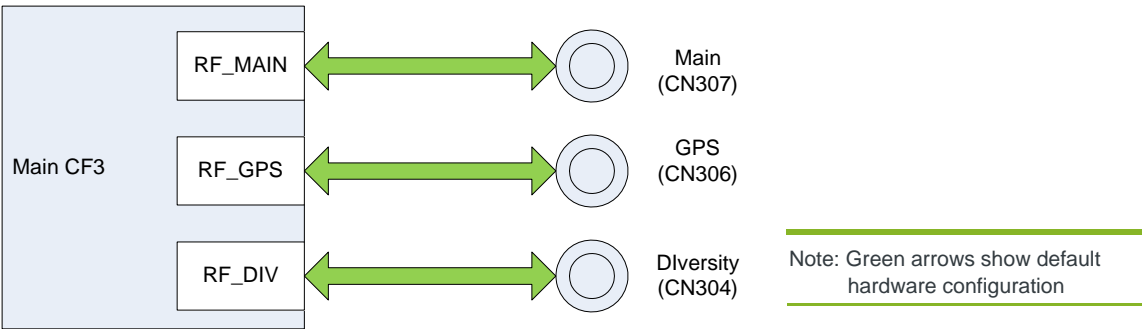 Main CF3
RF_MAIN
Main
(CN307)
RF_GPS
GPS
(CN306)
RF_DIV
DIversity
(CN304)
Note: Green arrows show default
hardware configuration